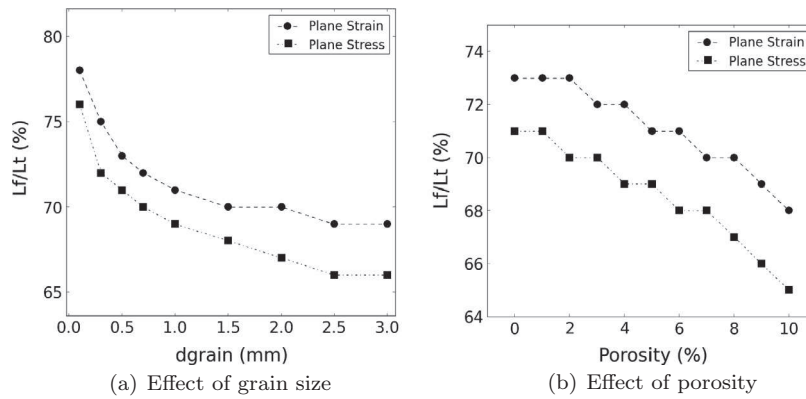 80
75
70
65
Lf/Lt (%)
Plane Strain
Plane Stress
0.0 0.5 1.0 1.5 2.0 2.5 3.0
dgrain (mm)
(a) Effect of grain size
74
72
70
68
66
64
Lf/Lt (%)
Plane Strain
Plane Stress
0 2 4 6 8 10
Porosity (%)
(b) Effect of porosity